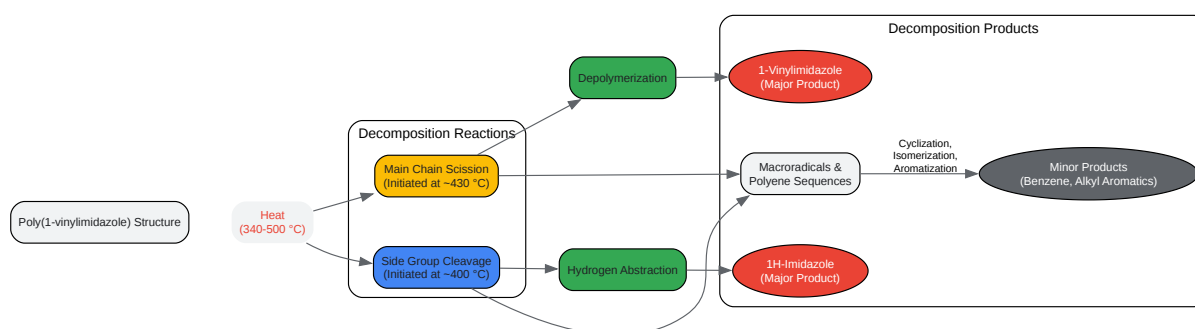 Decomposition Products
Depolymerization
1-Vinylimidazole
(Major Product)
Decomposition Reactions
Main Chain Scission
(Initiated at ~430 °C)
Macroradicals &
Polyene Sequences
Cyclization,
Isomerization,
Aromatization
Minor Products
(Benzene, Alkyl Aromatics)
Poly(1-vinylimidazole) Structure
Heat
(340-500 °C)
Side Group Cleavage
(Initiated at ~400 °C)
Hydrogen Abstraction
1H-Imidazole
(Major Product)